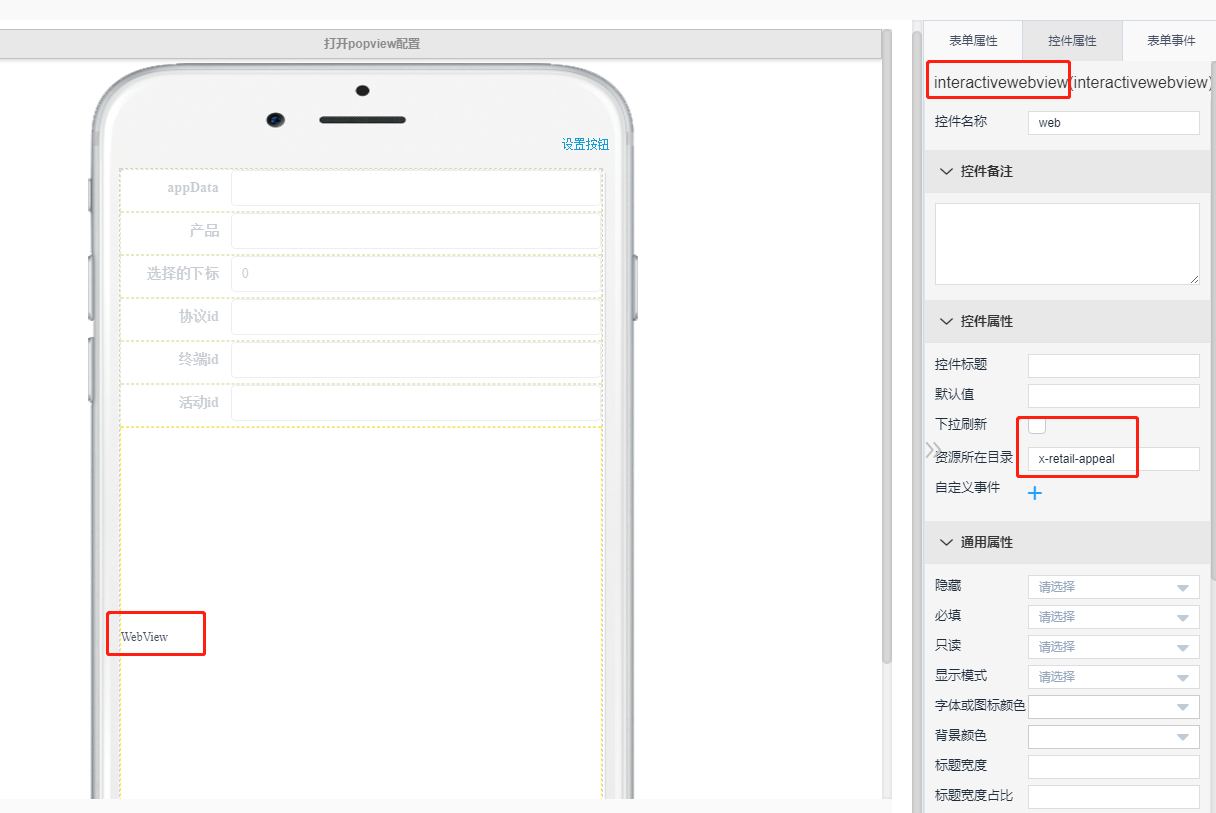 打开popview配置
设置按钮
appData
产品
选择的下标 0
协议id
终端id
活动id
WebView
表单属性 控件属性 表单事件
interactivewebview(interactivewebview)
控件名称 web
控件备注
控件属性
控件标题
默认值
下拉刷新
资源所在目录 x-retail-appeal
自定义事件
通用属性
隐藏 请选择
必填 请选择
只读 请选择
显示模式 请选择
字体或图标颜色
背景颜色
标题宽度
标题宽度占比